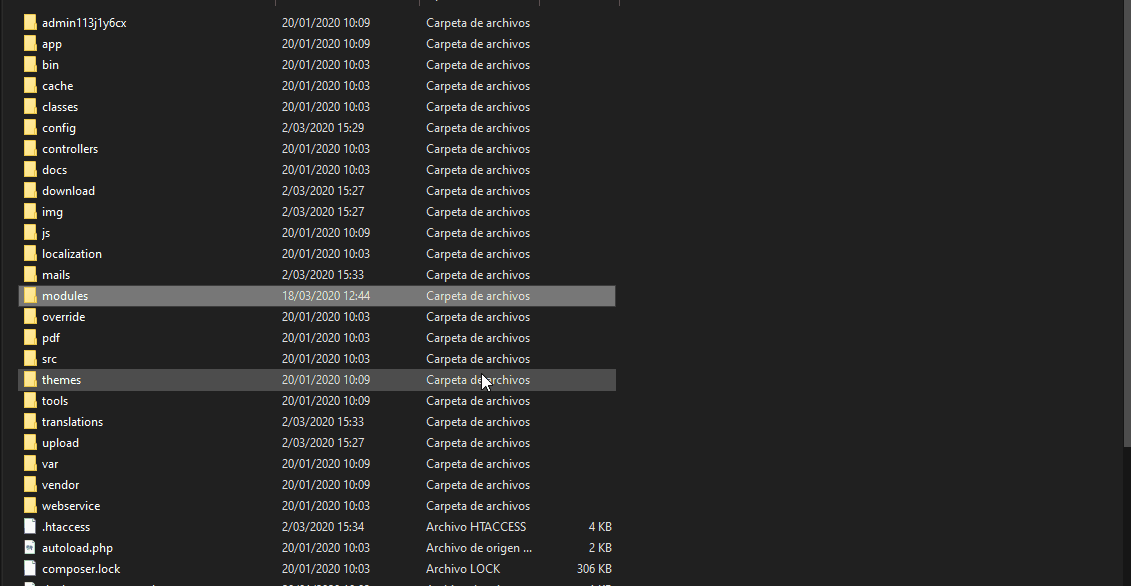 admin113j1y6cx 20/01/2020 10:09 Carpeta de archivos
app 20/01/2020 10:09 Carpeta de archivos
bin 20/01/2020 10:03 Carpeta de archivos
cache 20/01/2020 10:03 Carpeta de archivos
classes 20/01/2020 10:03 Carpeta de archivos
config 2/03/2020 15:29 Carpeta de archivos
controllers 20/01/2020 10:03 Carpeta de archivos
docs 20/01/2020 10:03 Carpeta de archivos
download 2/03/2020 15:27 Carpeta de archivos
img 2/03/2020 15:27 Carpeta de archivos
js 20/01/2020 10:09 Carpeta de archivos
localization 20/01/2020 10:03 Carpeta de archivos
mails 2/03/2020 15:33 Carpeta de archivos
modules 18/03/2020 12:44 Carpeta de archivos
override 20/01/2020 10:03 Carpeta de archivos
pdf 20/01/2020 10:03 Carpeta de archivos
src 20/01/2020 10:03 Carpeta de archivos
themes 20/01/2020 10:09 Carpeta de archivos
tools 20/01/2020 10:09 Carpeta de archivos
translations 2/03/2020 15:33 Carpeta de archivos
upload 2/03/2020 15:27 Carpeta de archivos
var 20/01/2020 10:09 Carpeta de archivos
vendor 20/01/2020 10:09 Carpeta de archivos
webservice 20/01/2020 10:03 Carpeta de archivos
.htaccess 2/03/2020 15:34 Archivo HTACCESS 4 KB
autoload.php 20/01/2020 10:03 Archivo de origen ... 2 KB
composer.lock 20/01/2020 10:03 Archivo LOCK 306 KB